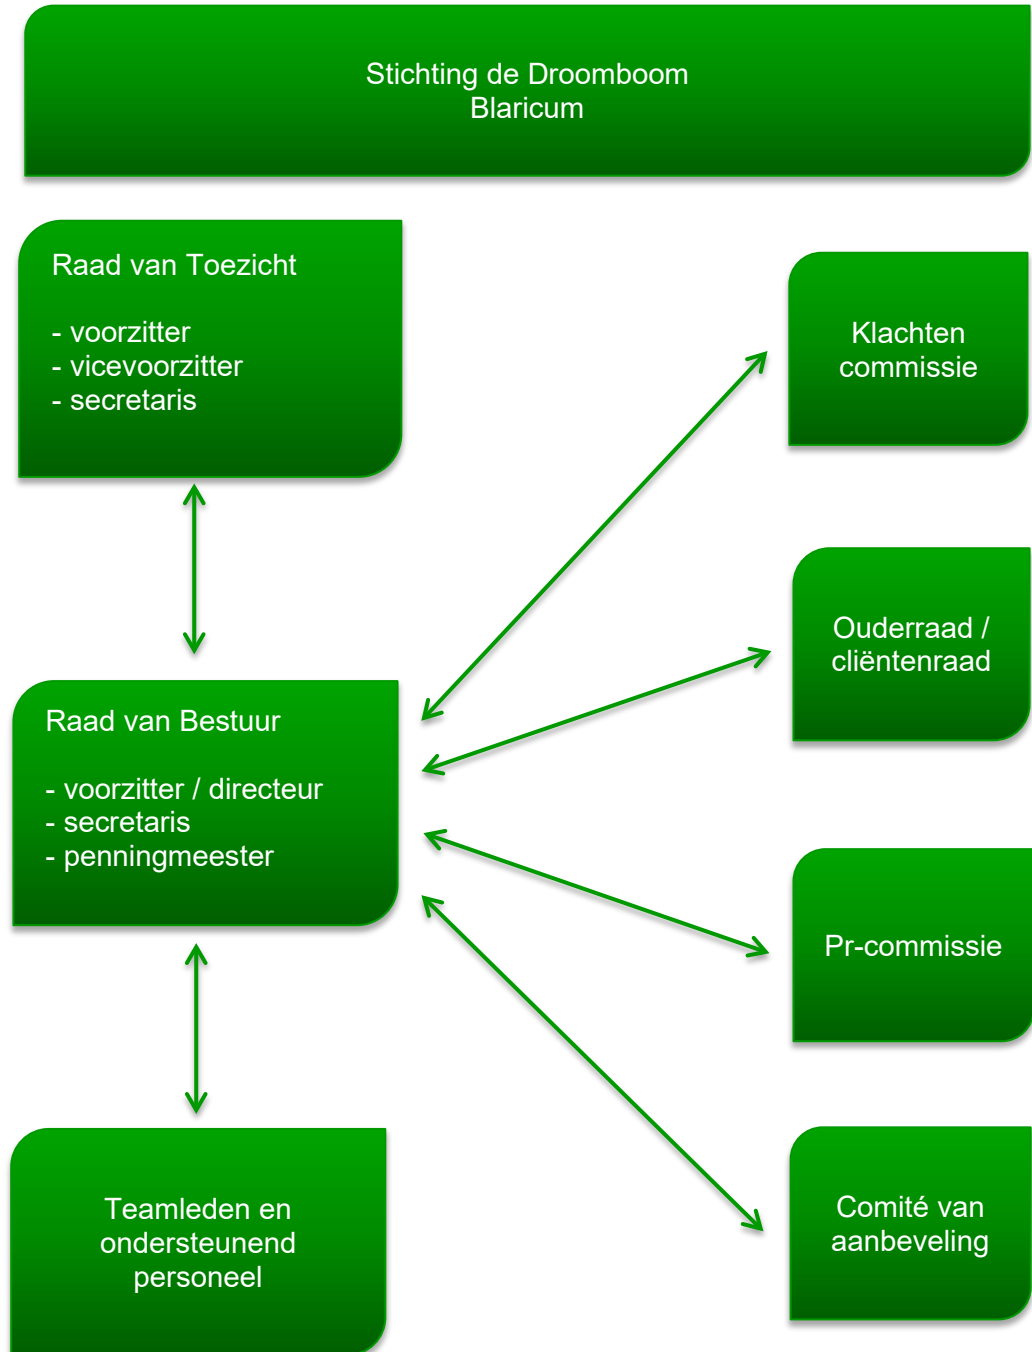 Stichting de Droomboom
Blaricum
Raad van Toezicht
- voorzitter
- vicevoorzitter
- secretaris
Klachten
commissie
Ouderraad /
cliëntenraad
Raad van Bestuur
- voorzitter / directeur
- secretaris
- penningmeester
Pr-commissie
Teamleden en
ondersteunend
personeel
Comité van
aanbeveling